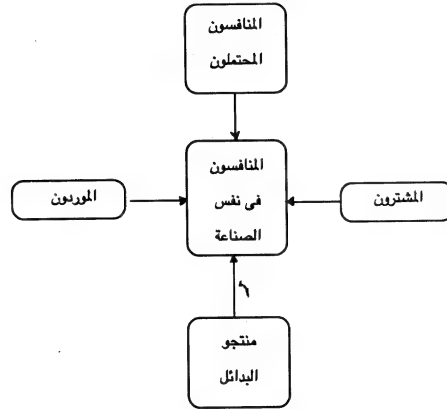 المنافسون
المحتملون
المنافسون
فى نفس
الصناعة
المشترون
الموردون
منتجو
البدائل